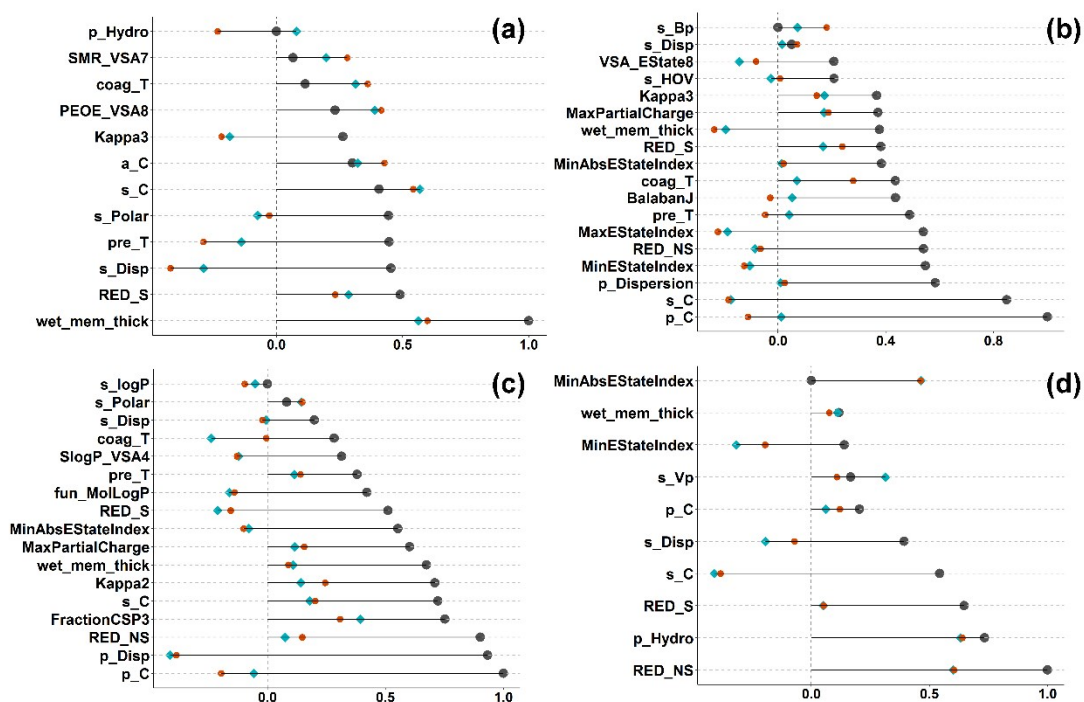 (a)
p_Hydro
SMR_VSA7
coag_T
PEOE_VSA8
Kappa3
a_C
s_C
s_Polar
pre_T
s_Disp
RED_S
wet_mem_thick
0.0 0.5 1.0
(b)
s_Bp
s_Disp
VSA_EState8
s_HOV
Kappa3
MaxPartialCharge
wet_mem_thick
RED_S
MinAbsEStateIndex
coag_T
BalabanJ
pre_T
MaxEStateIndex
RED_NS
MinEStateIndex
p_Dispersion
s_C
p_C
0.0 0.4 0.8
(c)
s_logP
s_Polar
s_Disp
coag_T
SlogP_VSA4
pre_T
fun_MolLogP
RED_S
MinAbsEStateIndex
MaxPartialCharge
wet_mem_thick
Kappa2
s_C
FractionCSP3
RED_NS
p_Disp
p_C
0.0 0.5 1.0
(d)
MinAbsEStateIndex
wet_mem_thick
MinEStateIndex
s_Vp
p_C
s_Disp
s_C
RED_S
p_Hydro
RED_NS
0.0 0.5 1.0